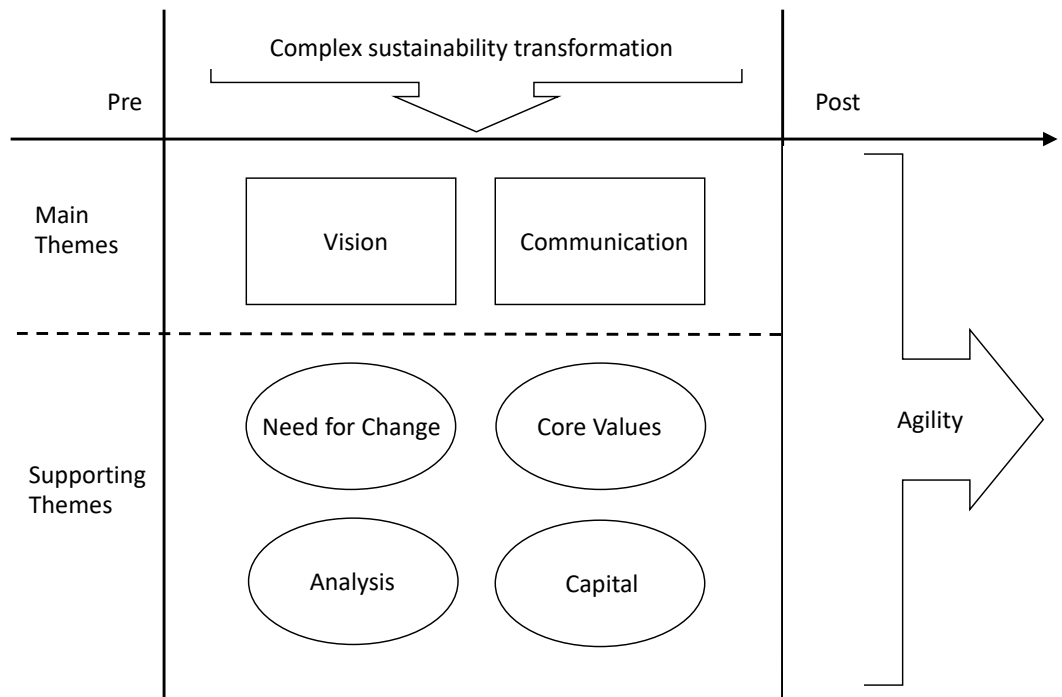 Complex sustainability transformation
Pre
Post
Main
Themes
Vision
Communication
Need for Change
Core Values
Agility
Supporting
Themes
Analysis
Capital